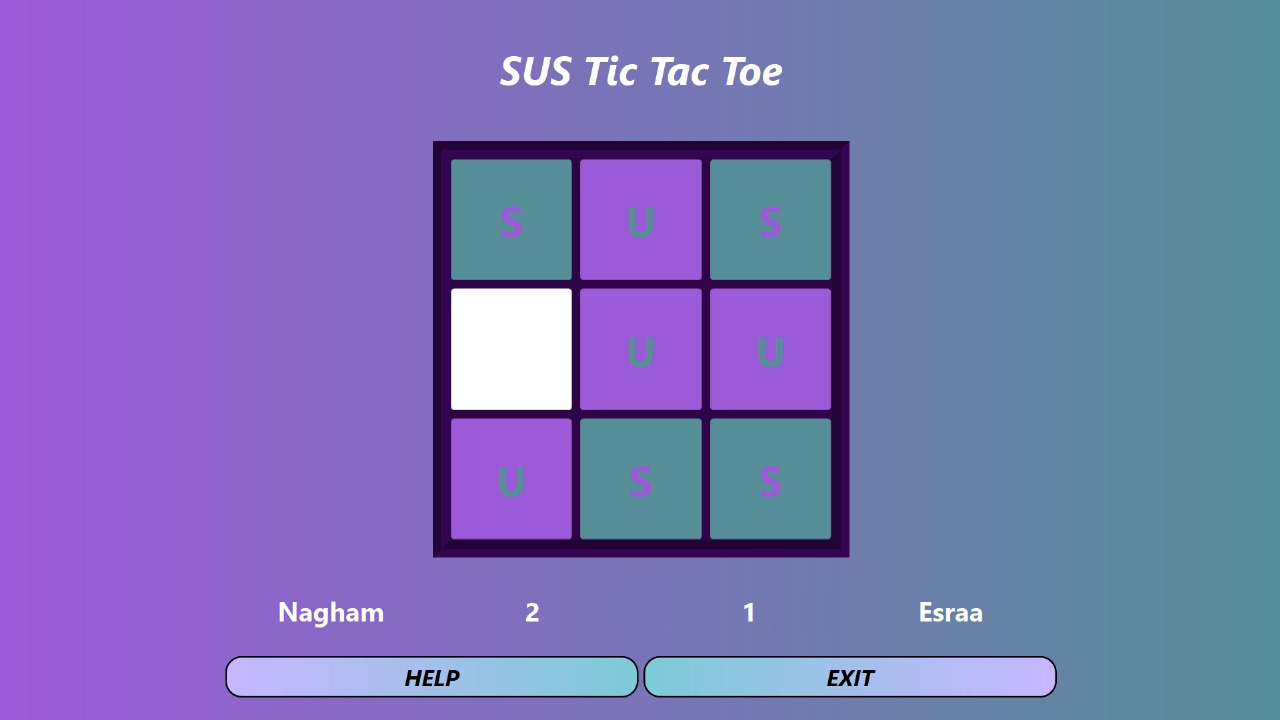 SUS Tic Tac Toe
S U S
U U
U S S
Nagham 2 1 Esraa
HELP EXIT